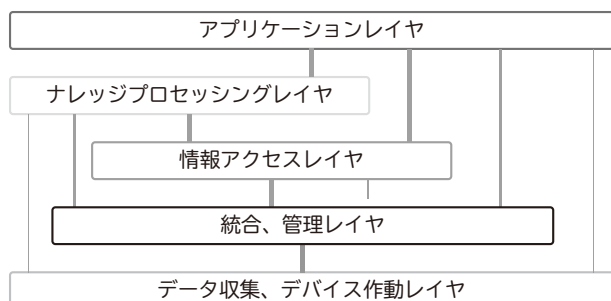 アプリケーションレイヤ
ナレッジプロセッシングレイヤ
情報アクセスレイヤ
統合、管理レイヤ
データ収集、デバイス作動レイヤ